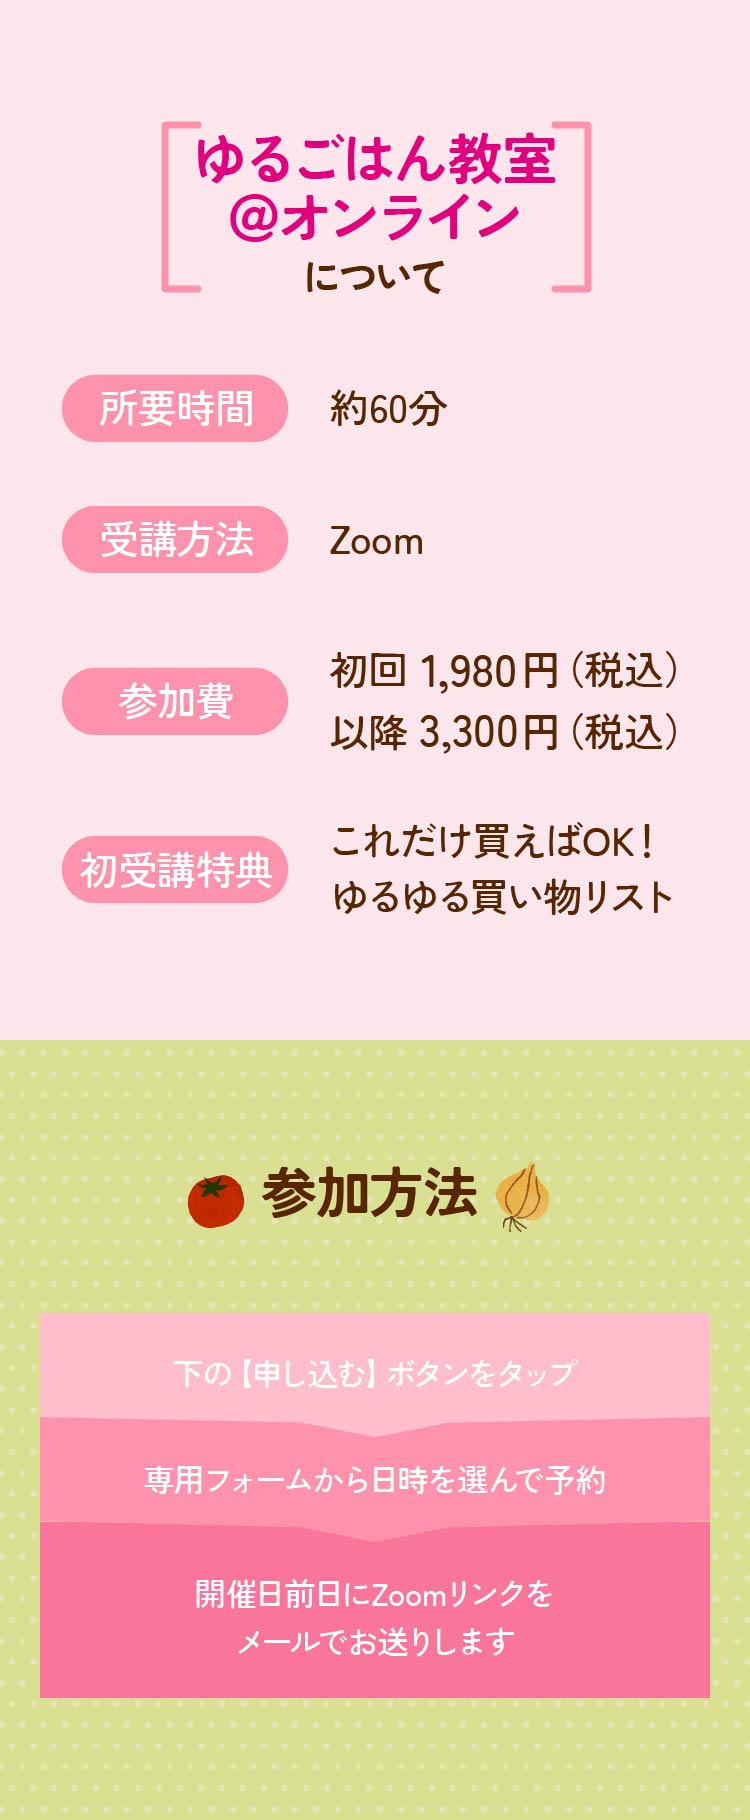 ゆるごはん教室
@オンライン
について
所要時間 約60分
受講方法 Zoom
参加費 初回 1,980円（税込）
以降 3,300円（税込）
初受講特典 これだけ買えばOK！
ゆるゆる買い物リスト
参加方法
下の【申し込む】ボタンをタップ
専用フォームから日時を選んで予約
開催日前日にZoomリンクを
メールでお送りします